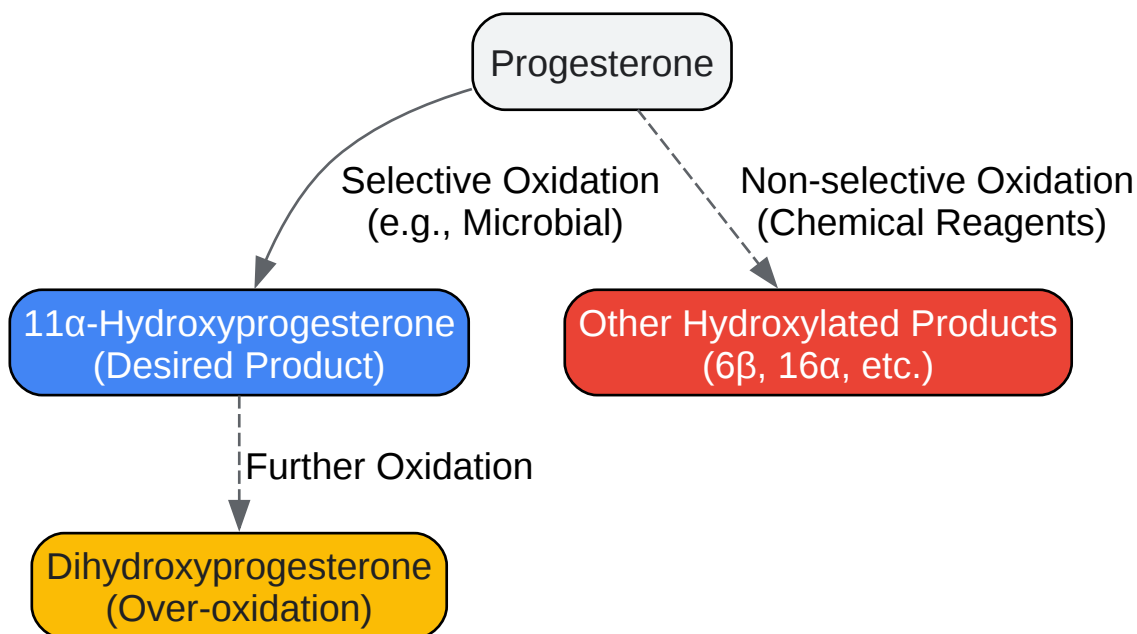 Progesterone
Selective Oxidation
(e.g., Microbial)
Non-selective Oxidation
(Chemical Reagents)
11α-Hydroxyprogesterone
(Desired Product)
Other Hydroxylated Products
(6β, 16α, etc.)
Further Oxidation
Dihydroxyprogesterone
(Over-oxidation)